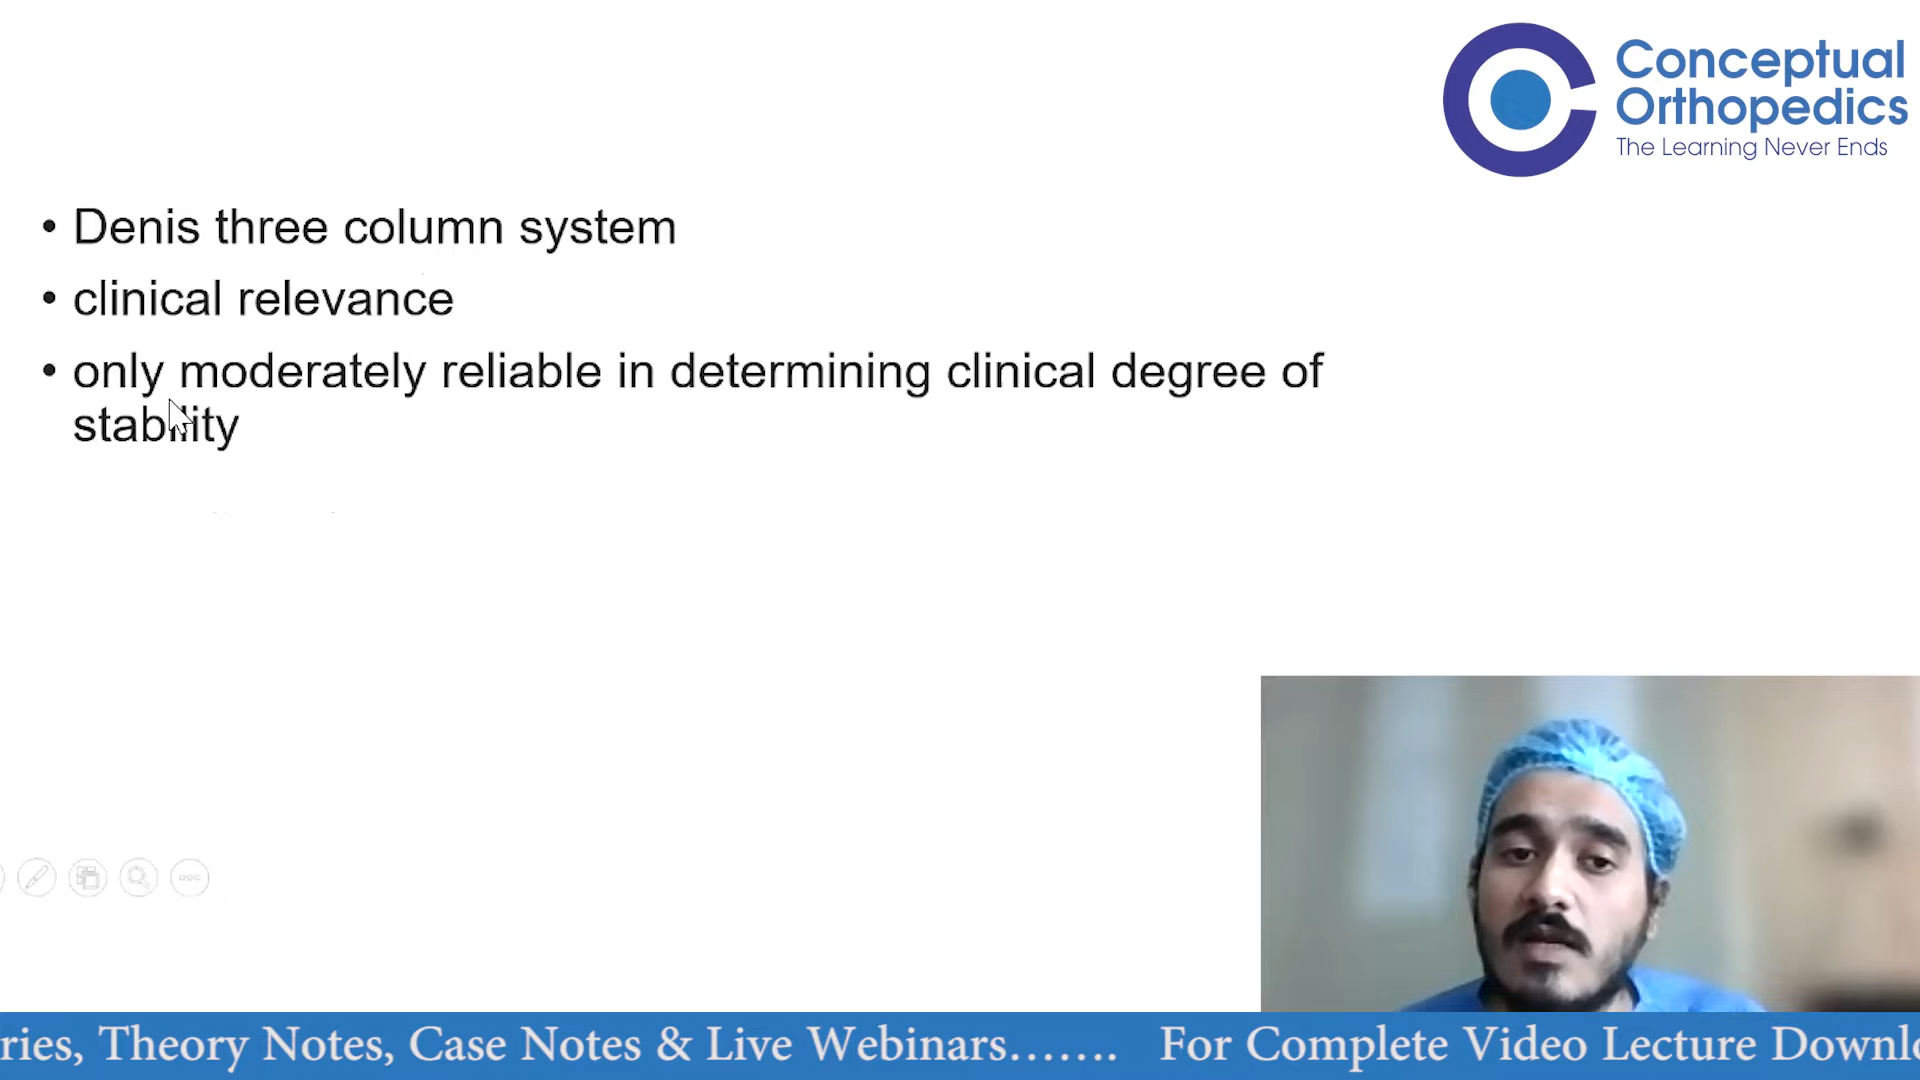 Conceptual
Orthopedics
The Learning Never Ends
• Denis three column system
• clinical relevance
• only moderately reliable in determining clinical degree of
stability
ries, Theory Notes, Case Notes & Live Webinars....... For Complete Video Lecture Downlo